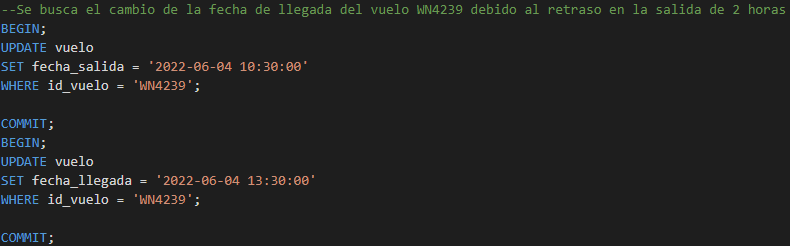 --Se busca el cambio de la fecha de llegada del vuelo WN4239 debido al retraso en la salida de 2 horas
BEGIN;
UPDATE vuelo
SET fecha_salida = '2022-06-04 10:30:00'
WHERE id_vuelo = 'WN4239';
COMMIT;
BEGIN;
UPDATE vuelo
SET fecha_llegada = '2022-06-04 13:30:00'
WHERE id_vuelo = 'WN4239';
COMMIT;